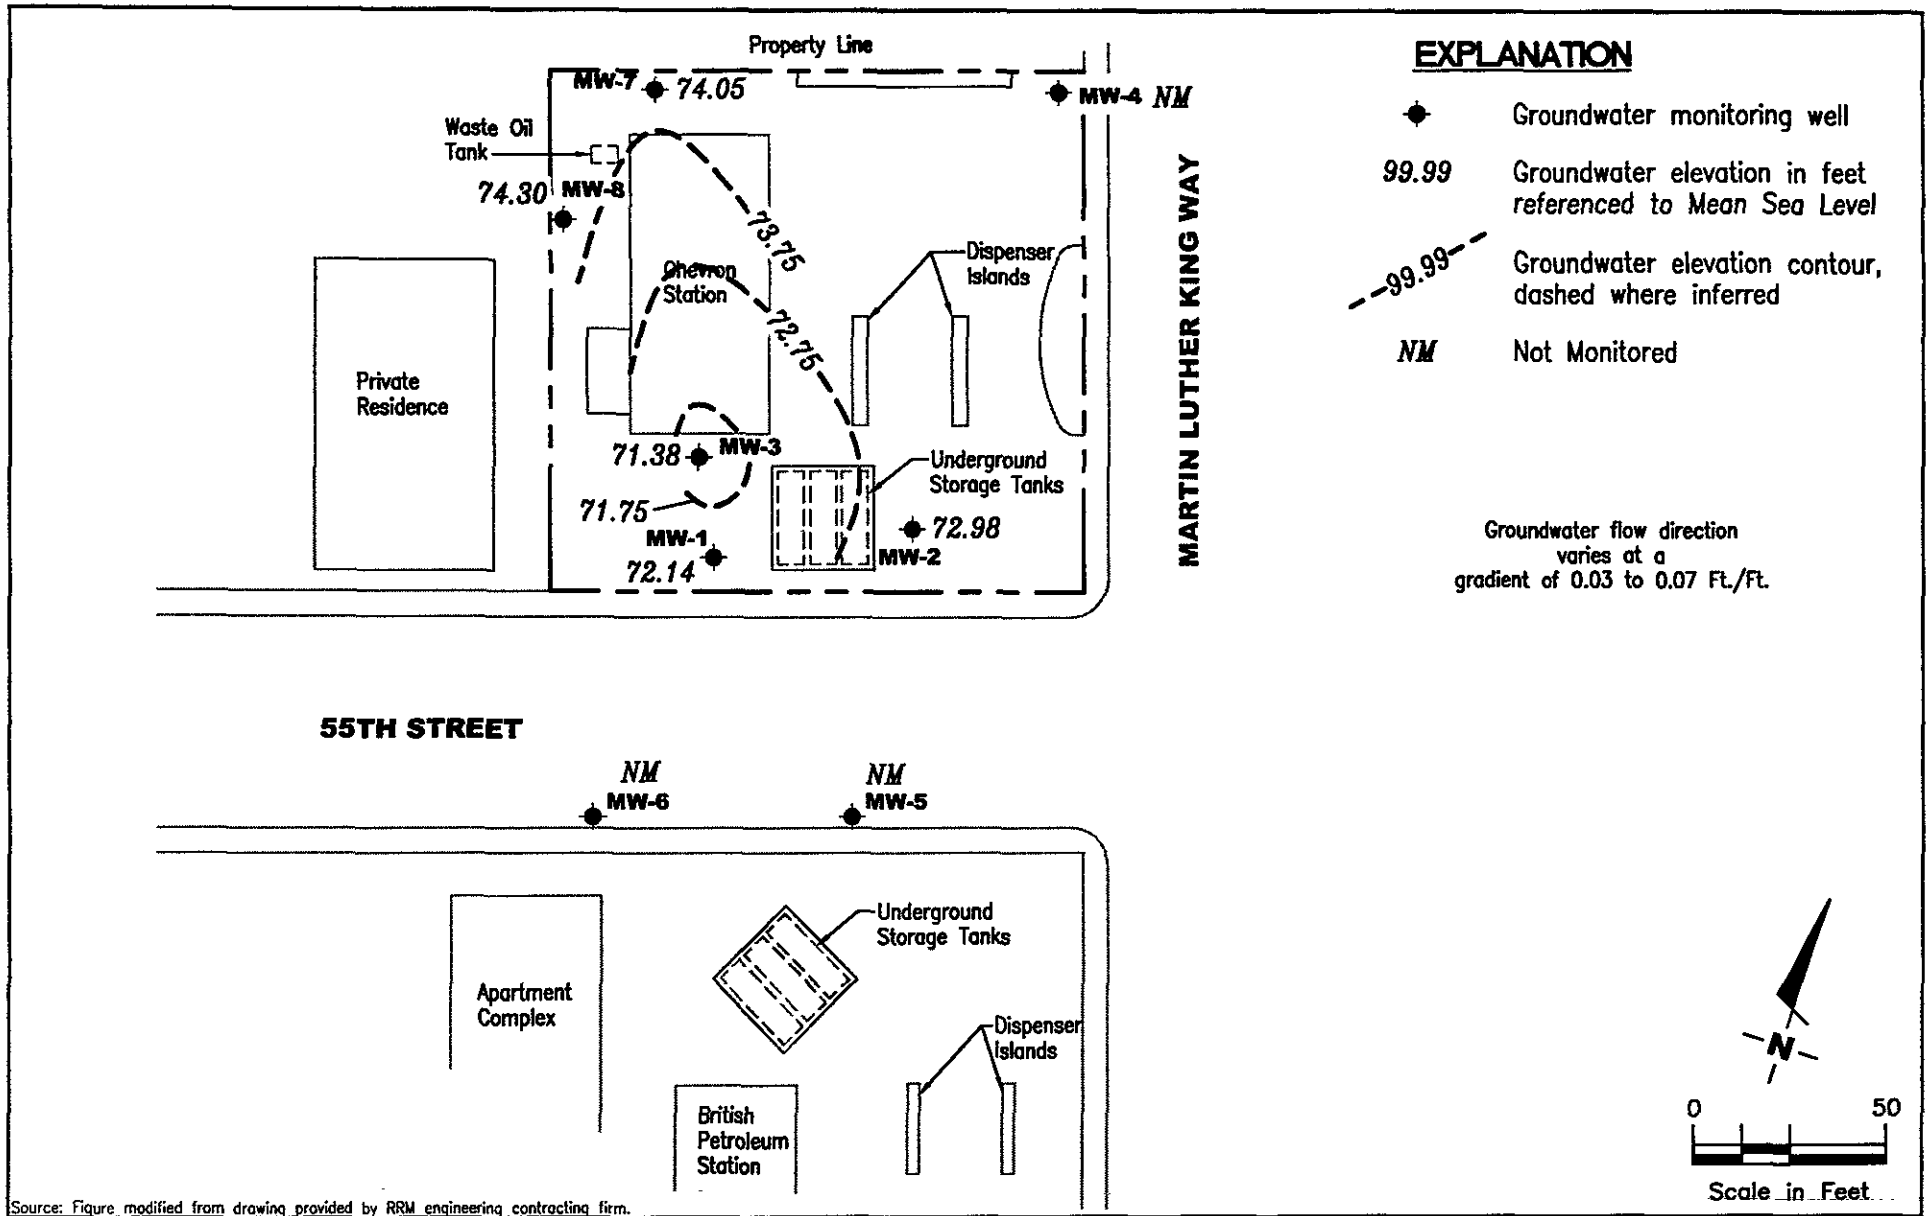 Property Line
MW-7 74.05
MW-4 NM
Waste Oil
Tank
74.30 MW-8
73.75
Chevron
Station
72.75
Dispenser
Islands
Private
Residence
MARTIN LUTHER KING WAY
71.38 MW-3
71.75
Underground
Storage Tanks
MW-1
72.14
72.98
MW-2
55TH STREET
NM
MW-6
NM
MW-5
Underground
Storage Tanks
Apartment
Complex
Dispenser
Islands
British
Petroleum
Station
EXPLANATION
Groundwater monitoring well
99.99 Groundwater elevation in feet
referenced to Mean Sea Level
99.99 Groundwater elevation contour,
dashed where inferred
NM Not Monitored
Groundwater flow direction
varies at a
gradient of 0.03 to 0.07 Ft./Ft.
N
0 50
Scale in Feet
Source: Figure modified from drawing provided by RRM engineering contracting firm.